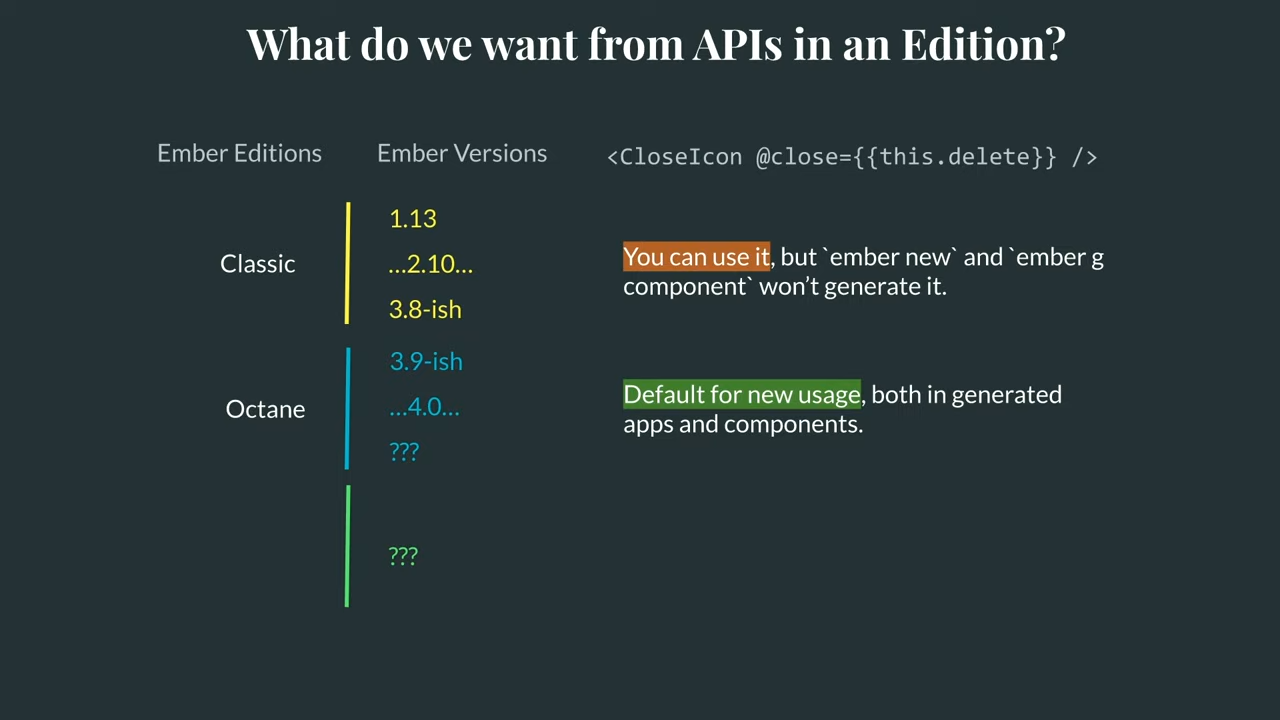 What do we want from APIs in an Edition?
Ember Editions
Ember Versions
<CloseIcon @close={{this.delete}} />
Classic
1.13
...2.10...
3.8-ish
You can use it, but `ember new` and `ember g
component` won’t generate it.
Octane
3.9-ish
...4.0...
???
Default for new usage, both in generated
apps and components.
???